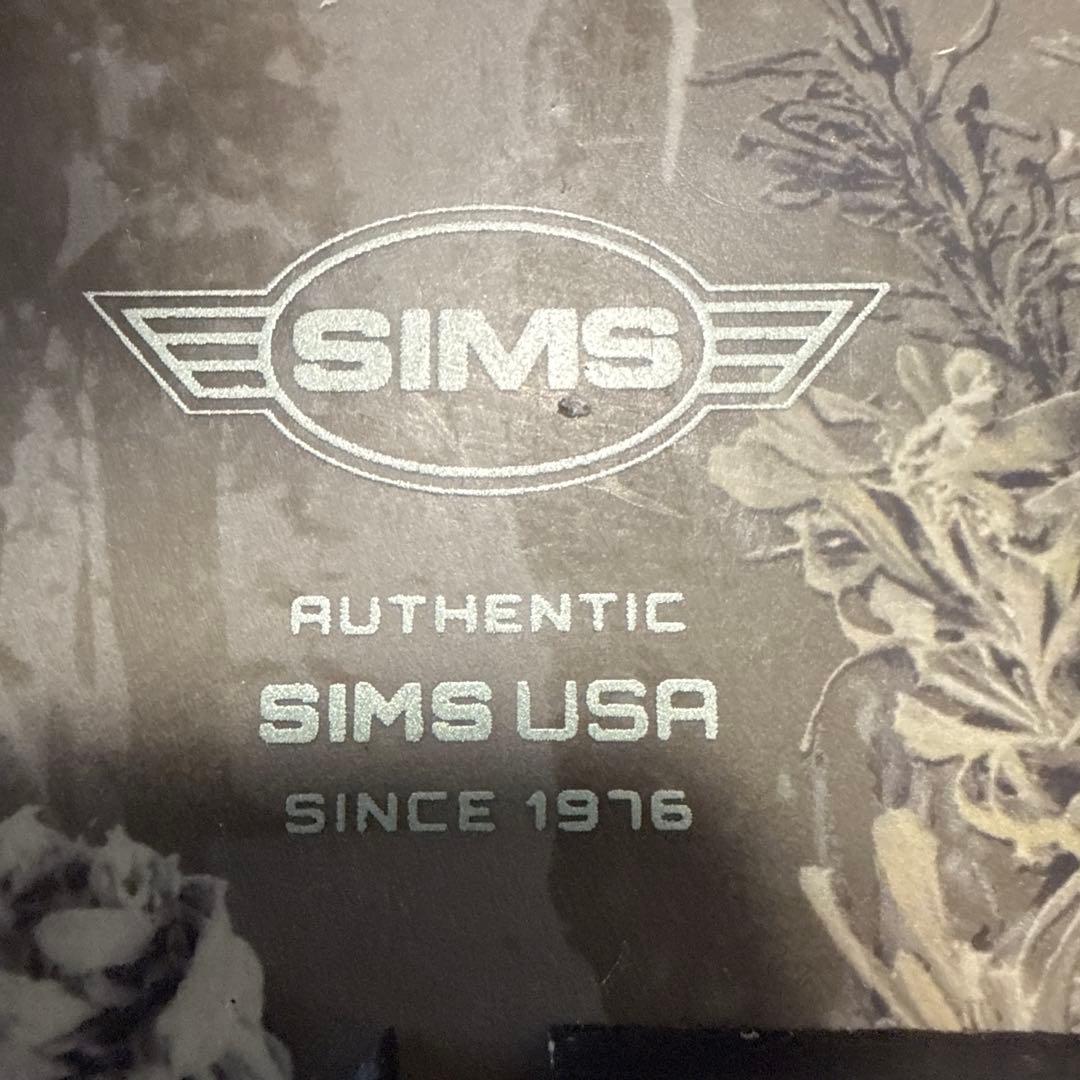 SIMS
AUTHENTIC
SIMS USA
SINCE 1976